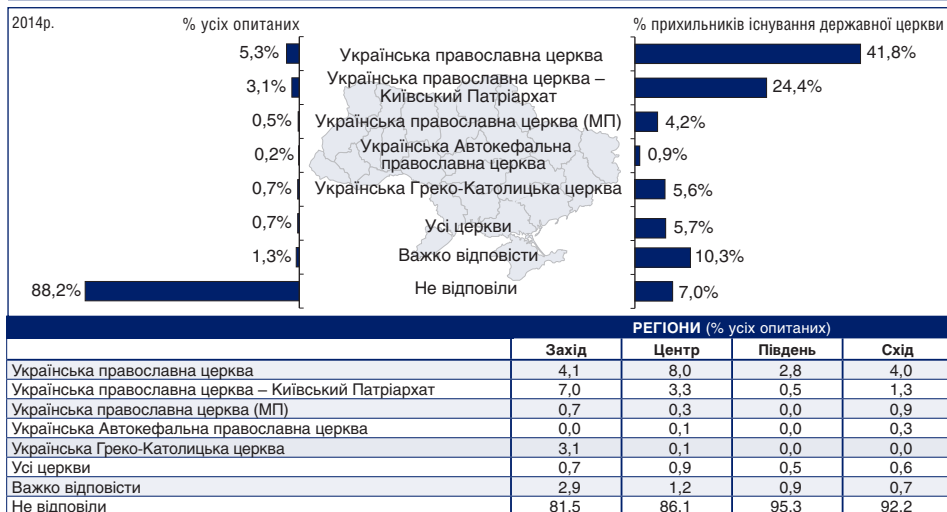 2014р. % усіх опитаних % прихильників існування державної церкви
5,3% Українська православна церква 41,8%
3,1% Українська православна церква –
Київський Патріархат 24,4%
0,5% Українська православна церква (МП) 4,2%
0,2% Українська Автокефальна
православна церква 0,9%
0,7% Українська Греко-Католицька церква 5,6%
0,7% Усі церкви 5,7%
1,3% Важко відповісти 10,3%
88,2% Не відповіли 7,0%
РЕГІОНИ (% усіх опитаних)
Захід Центр Південь Схід
Українська православна церква 4,1 8,0 2,8 4,0
Українська православна церква – Київський Патріархат 7,0 3,3 0,5 1,3
Українська православна церква (МП) 0,7 0,3 0,0 0,9
Українська Автокефальна православна церква 0,0 0,1 0,0 0,3
Українська Греко-Католицька церква 3,1 0,1 0,0 0,0
Усі церкви 0,7 0,9 0,5 0,6
Важко відповісти 2,9 1,2 0,9 0,7
Не відповіли 81,5 86,1 95,3 92,2